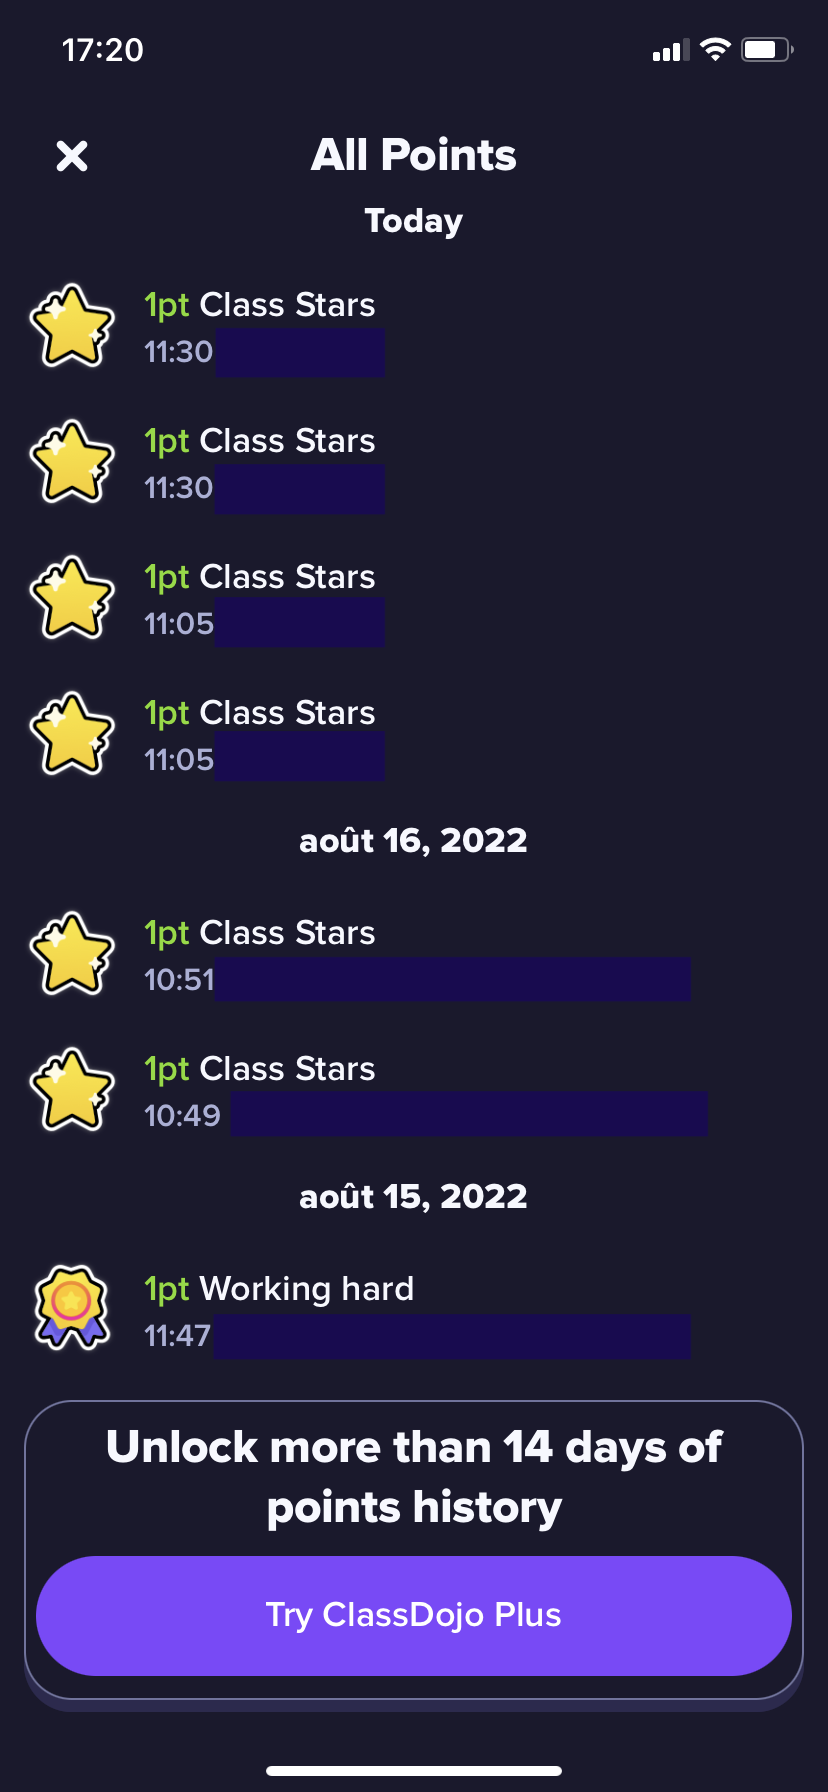 17:20
All Points
Today
1pt Class Stars
11:30
1pt Class Stars
11:30
1pt Class Stars
11:05
1pt Class Stars
11:05
août 16, 2022
1pt Class Stars
10:51
1pt Class Stars
10:49
août 15, 2022
1pt Working hard
11:47
Unlock more than 14 days of
points history
Try ClassDojo Plus